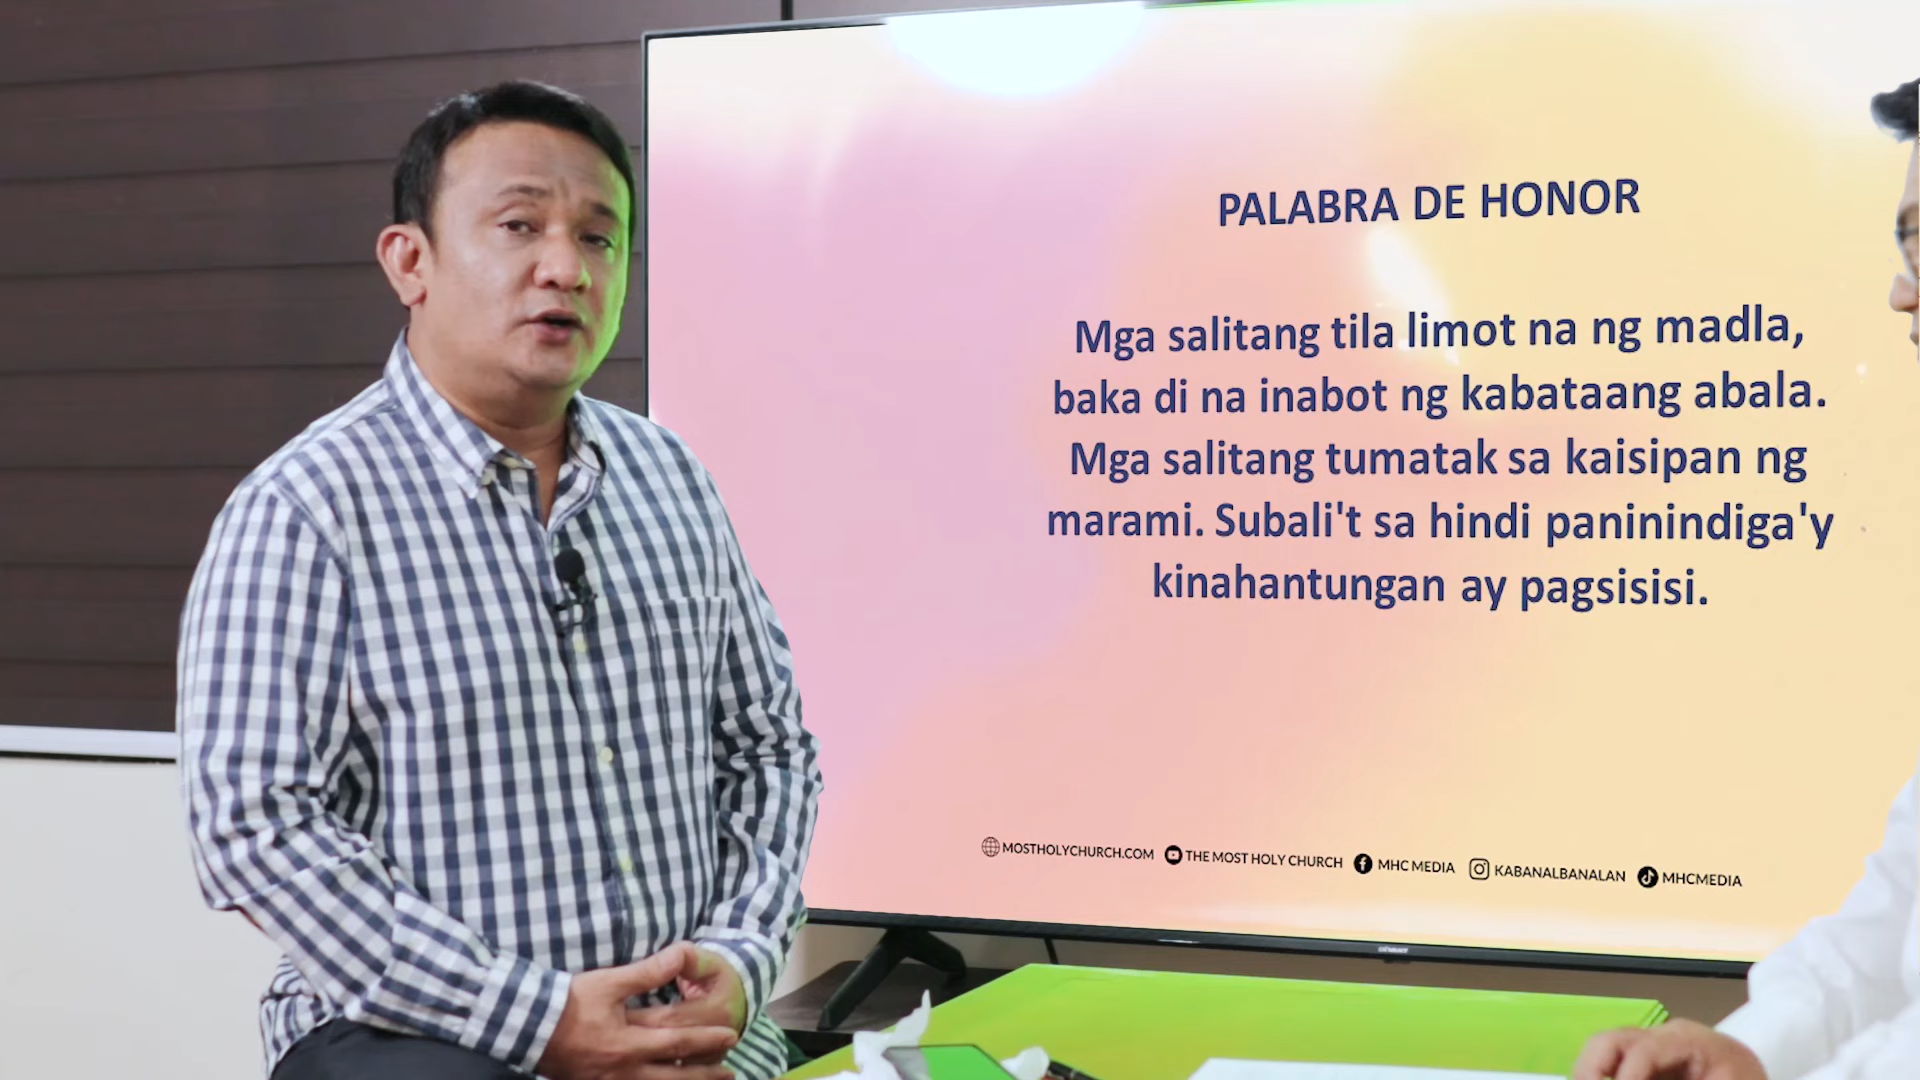 PALABRA DE HONOR
Mga salitang tila limot na ng madla,
baka di na inabot ng kabataang abala.
Mga salitang tumatak sa kaisipan ng
marami. Subali't sa hindi paninindiga'y
kinahantungan ay pagsisisi.
MOSTHOLYCHURCH.COM THE MOST HOLY CHURCH MHC MEDIA KABANALBANALAN MHCMEDIA